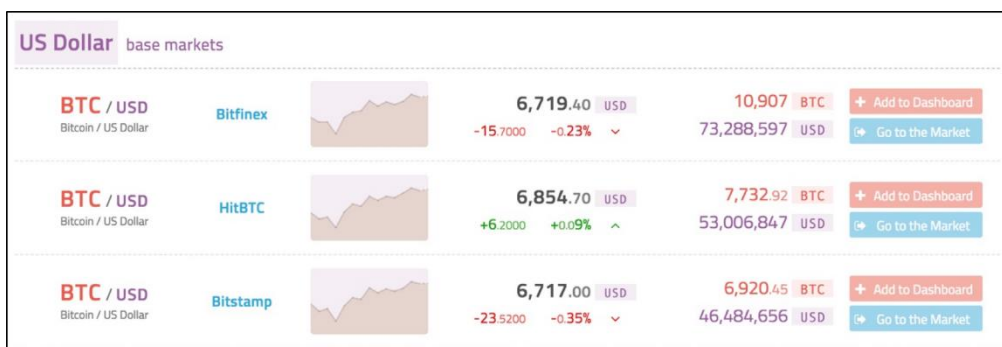 US Dollar base markets
BTC / USD
Bitcoin / US Dollar
Bitfinex
6,719.40 USD
-15.7000 -0.23%
10,907 BTC
73,288,597 USD
+ Add to Dashboard
Go to the Market
BTC / USD
Bitcoin / US Dollar
HitBTC
6,854.70 USD
+6.2000 +0.09%
7,732.92 BTC
53,006,847 USD
+ Add to Dashboard
Go to the Market
BTC / USD
Bitcoin / US Dollar
Bitstamp
6,717.00 USD
-23.5200 -0.35%
6,920.45 BTC
46,484,656 USD
+ Add to Dashboard
Go to the Market